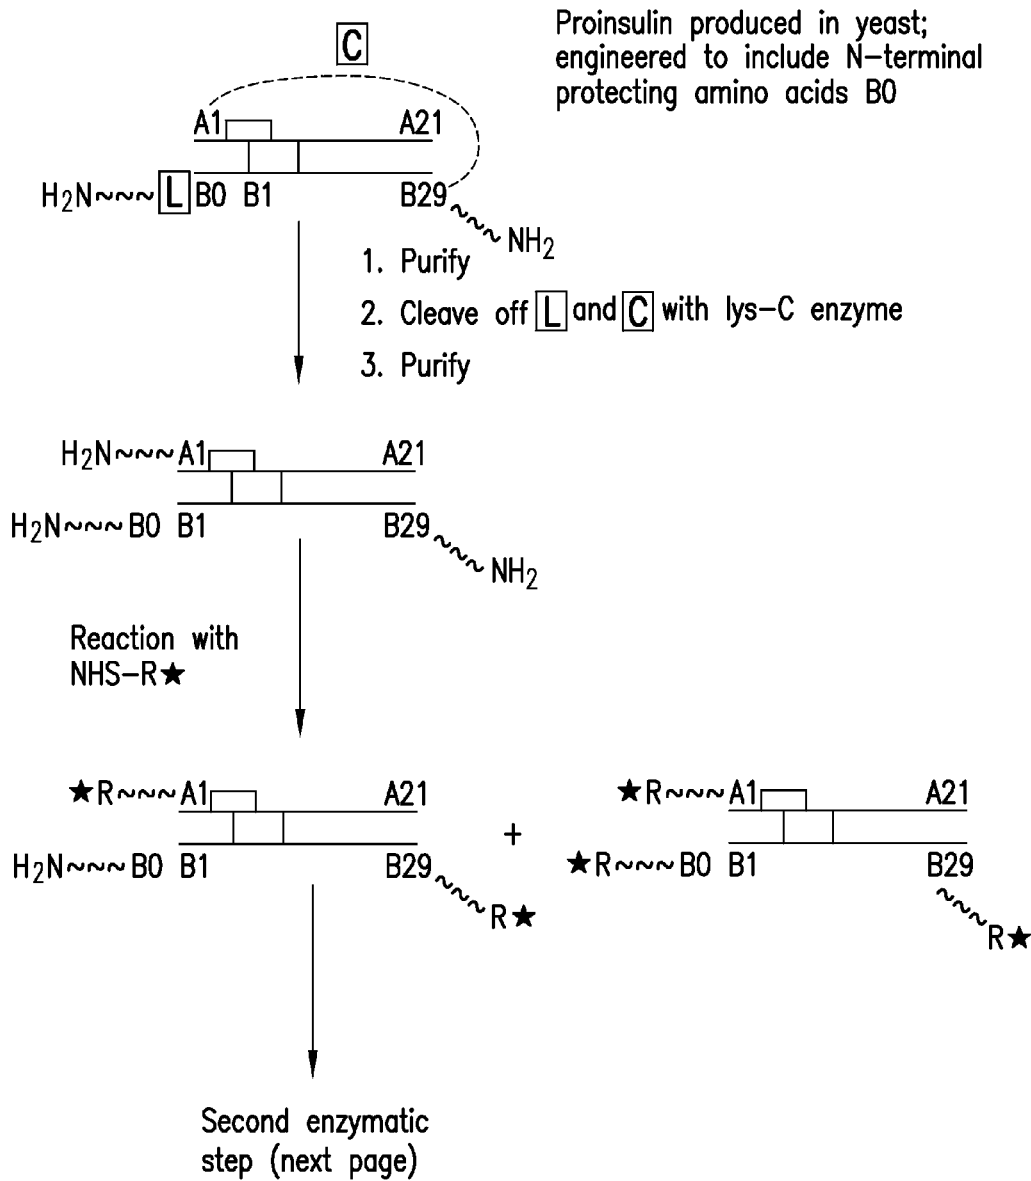 C
Proinsulin produced in yeast;
engineered to include N-terminal
protecting amino acids B0
A1 A21
H2N~~~ L B0 B1 B29
~~~NH2
1. Purify
2. Cleave off L and C with lys-C enzyme
3. Purify
H2N~~~A1 A21
H2N~~~B0 B1 B29
~~~NH2
Reaction with
NHS-R★
★R~~~A1 A21
H2N~~~B0 B1 B29
~~~R★
+
★R~~~A1 A21
★R~~~B0 B1 B29
~~~R★
Second enzymatic
step (next page)